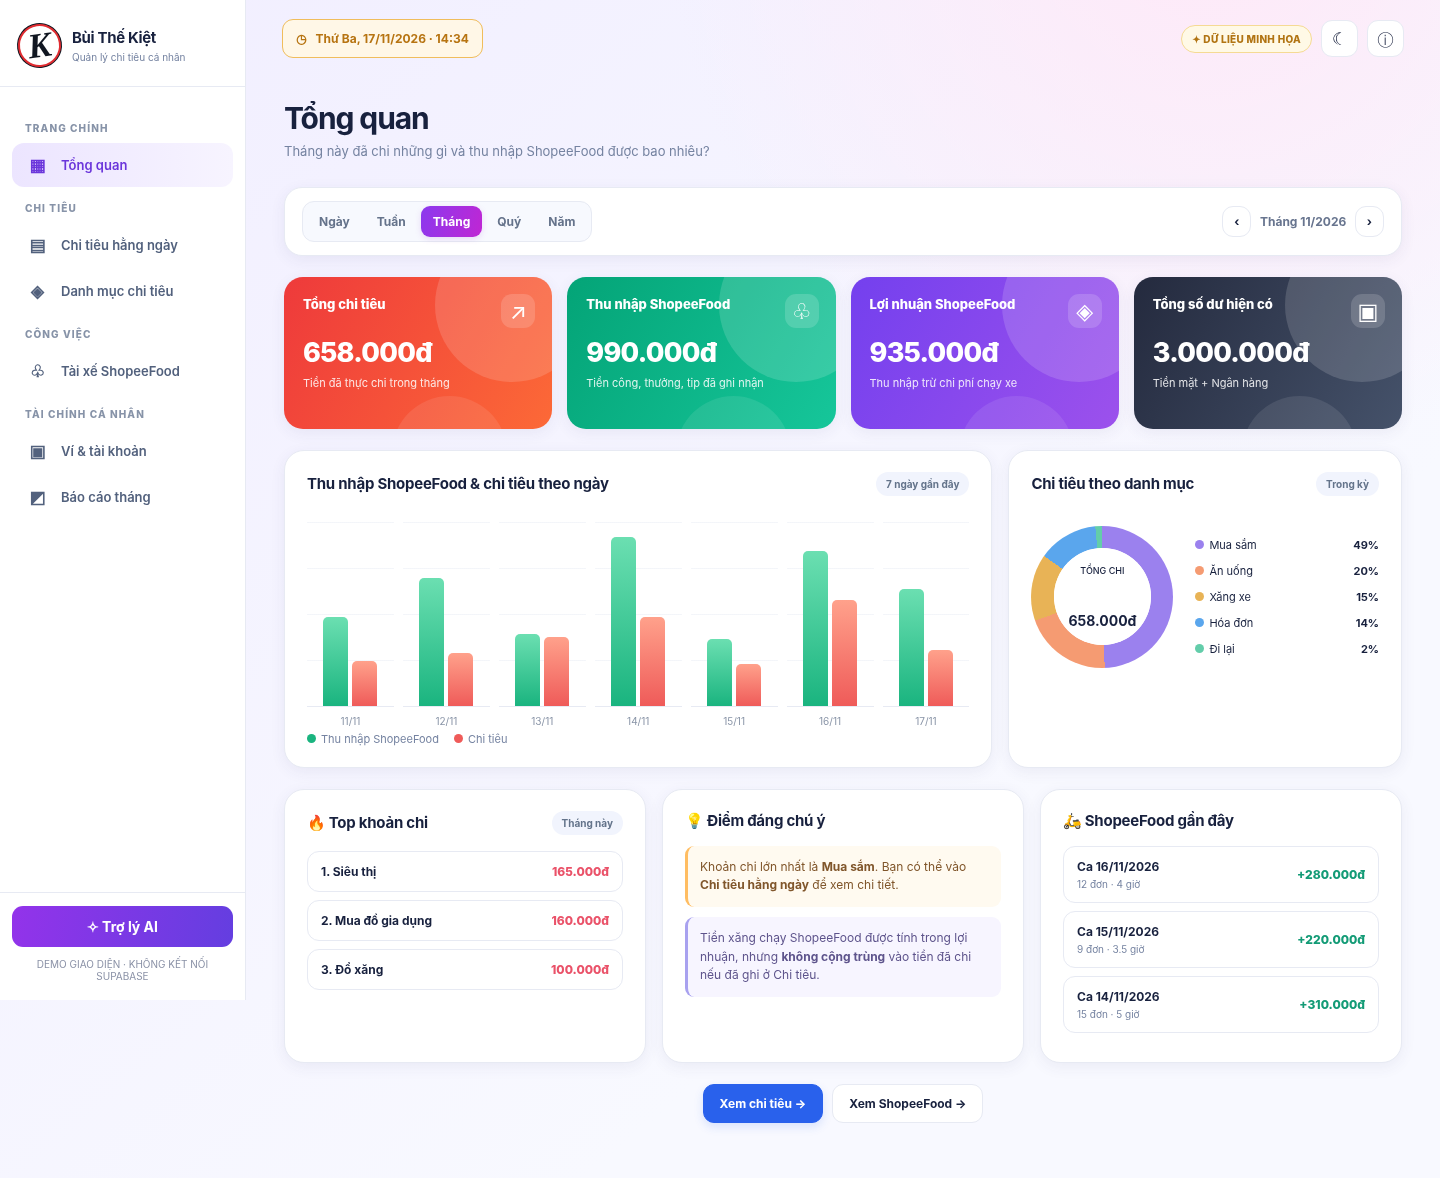 K
Bùi Thế Kiệt
Quản lý chi tiêu cá nhân
TRANG CHÍNH
Tổng quan
CHI TIÊU
Chi tiêu hằng ngày
Danh mục chi tiêu
CÔNG VIỆC
Tài xế ShopeeFood
TÀI CHÍNH CÁ NHÂN
Ví & tài khoản
Báo cáo tháng
✧ Trợ lý AI
DEMO GIAO DIỆN · KHÔNG KẾT NỐI
SUPABASE
Thứ Ba, 17/11/2026 · 14:34
✦ DỮ LIỆU MINH HỌA
Tổng quan
Tháng này đã chi những gì và thu nhập ShopeeFood được bao nhiêu?
Ngày Tuần Tháng Quý Năm
‹ Tháng 11/2026 ›
Tổng chi tiêu
658.000đ
Tiền đã thực chi trong tháng
Thu nhập ShopeeFood
990.000đ
Tiền công, thưởng, tip đã ghi nhận
Lợi nhuận ShopeeFood
935.000đ
Thu nhập trừ chi phí chạy xe
Tổng số dư hiện có
3.000.000đ
Tiền mặt + Ngân hàng
Thu nhập ShopeeFood & chi tiêu theo ngày
7 ngày gần đây
11/11 12/11 13/11 14/11 15/11 16/11 17/11
Thu nhập ShopeeFood Chi tiêu
Chi tiêu theo danh mục
Trong kỳ
TỔNG CHI
658.000đ
Mua sắm 49%
Ăn uống 20%
Xăng xe 15%
Hóa đơn 14%
Đi lại 2%
🔥 Top khoản chi
Tháng này
1. Siêu thị 165.000đ
2. Mua đồ gia dụng 160.000đ
3. Đổ xăng 100.000đ
💡 Điểm đáng chú ý
Khoản chi lớn nhất là Mua sắm. Bạn có thể vào
Chi tiêu hằng ngày để xem chi tiết.
Tiền xăng chạy ShopeeFood được tính trong lợi
nhuận, nhưng không cộng trùng vào tiền đã chi
nếu đã ghi ở Chi tiêu.
🛵 ShopeeFood gần đây
Ca 16/11/2026
12 đơn · 4 giờ
+280.000đ
Ca 15/11/2026
9 đơn · 3.5 giờ
+220.000đ
Ca 14/11/2026
15 đơn · 5 giờ
+310.000đ
Xem chi tiêu →
Xem ShopeeFood →